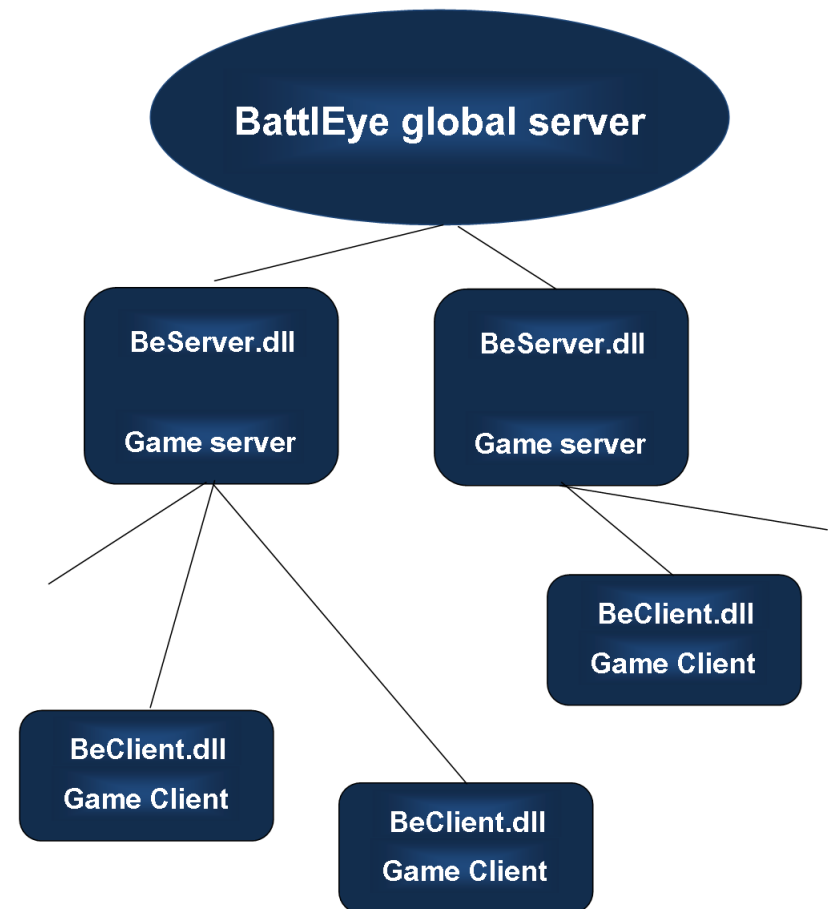 BattlEye global server
BeServer.dll
Game server
BeServer.dll
Game server
BeClient.dll
Game Client
BeClient.dll
Game Client
BeClient.dll
Game Client